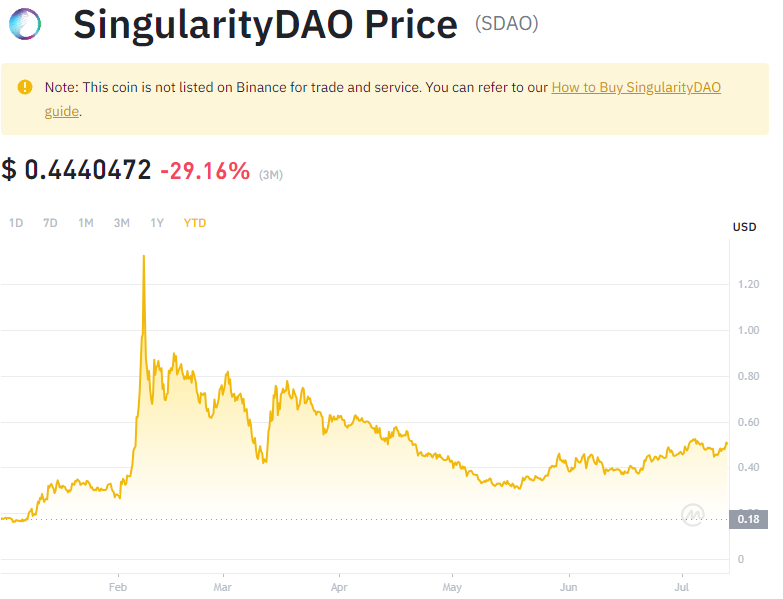 SingularityDAO Price (SDAO)
Note: This coin is not listed on Binance for trade and service. You can refer to our How to Buy SingularityDAO
guide.
$ 0.4440472 -29.16% (3M)
1D 7D 1M 3M 1Y YTD
USD
1.20
1.00
0.80
0.60
0.40
0.18
0
Feb Mar Apr May Jun Jul